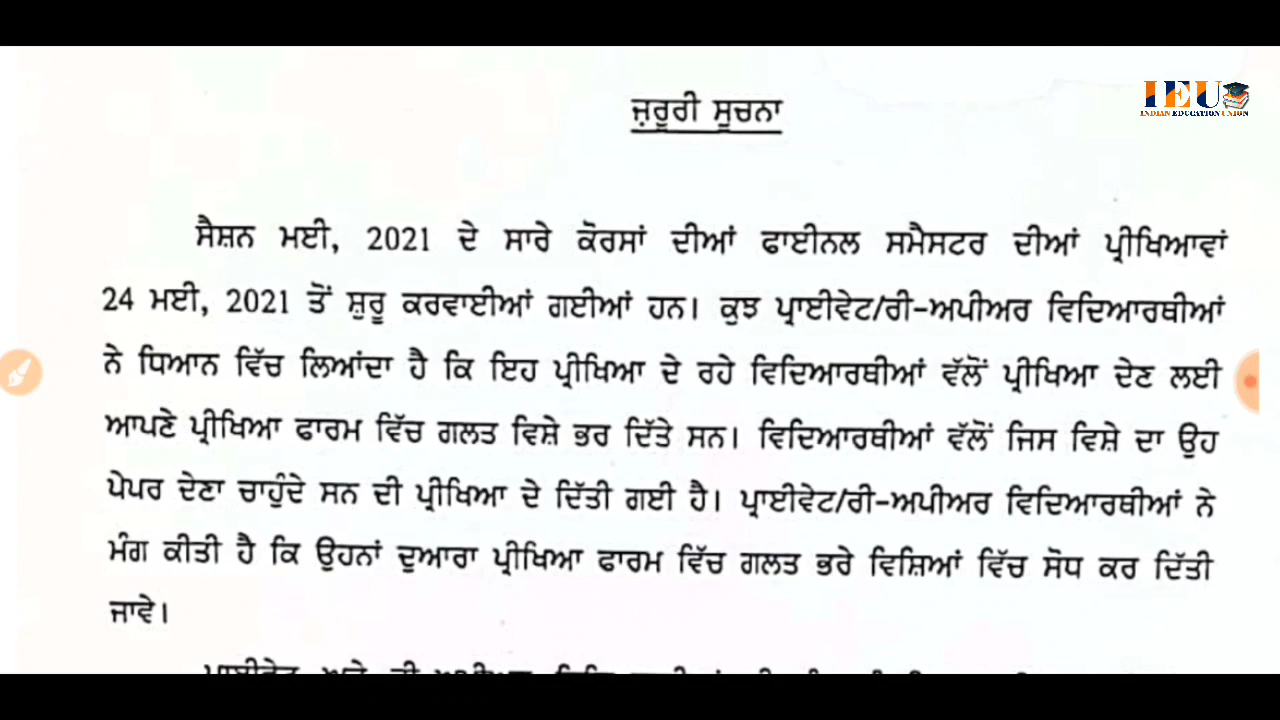 IEU
INDIAN EDUCATION UNION
ਜ਼ਰੂਰੀ ਸੂਚਨਾ
ਸੈਸ਼ਨ ਮਈ, 2021 ਦੇ ਸਾਰੇ ਕੋਰਸਾਂ ਦੀਆਂ ਫਾਈਨਲ ਸਮੈਸਟਰ ਦੀਆਂ ਪ੍ਰੀਖਿਆਵਾਂ
24 ਮਈ, 2021 ਤੋਂ ਸ਼ੁਰੂ ਕਰਵਾਈਆਂ ਗਈਆਂ ਹਨ। ਕੁਝ ਪ੍ਰਾਈਵੇਟ/ਰੀ-ਅਪੀਅਰ ਵਿਦਿਆਰਥੀਆਂ
ਨੇ ਧਿਆਨ ਵਿੱਚ ਲਿਆਂਦਾ ਹੈ ਕਿ ਇਹ ਪ੍ਰੀਖਿਆ ਦੇ ਰਹੇ ਵਿਦਿਆਰਥੀਆਂ ਵੱਲੋਂ ਪ੍ਰੀਖਿਆ ਦੇਣ ਲਈ
ਆਪਣੇ ਪ੍ਰੀਖਿਆ ਫਾਰਮ ਵਿੱਚ ਗਲਤ ਵਿਸ਼ੇ ਭਰ ਦਿੱਤੇ ਸਨ। ਵਿਦਿਆਰਥੀਆਂ ਵੱਲੋਂ ਜਿਸ ਵਿਸ਼ੇ ਦਾ ਉਹ
ਪੇਪਰ ਦੇਣਾ ਚਾਹੁੰਦੇ ਸਨ ਦੀ ਪ੍ਰੀਖਿਆ ਦੇ ਦਿੱਤੀ ਗਈ ਹੈ। ਪ੍ਰਾਈਵੇਟ/ਰੀ-ਅਪੀਅਰ ਵਿਦਿਆਰਥੀਆਂ ਨੇ
ਮੰਗ ਕੀਤੀ ਹੈ ਕਿ ਉਹਨਾਂ ਦੁਆਰਾ ਪ੍ਰੀਖਿਆ ਫਾਰਮ ਵਿੱਚ ਗਲਤ ਭਰੇ ਵਿਸ਼ਿਆਂ ਵਿੱਚ ਸੋਧ ਕਰ ਦਿੱਤੀ
ਜਾਵੇ।